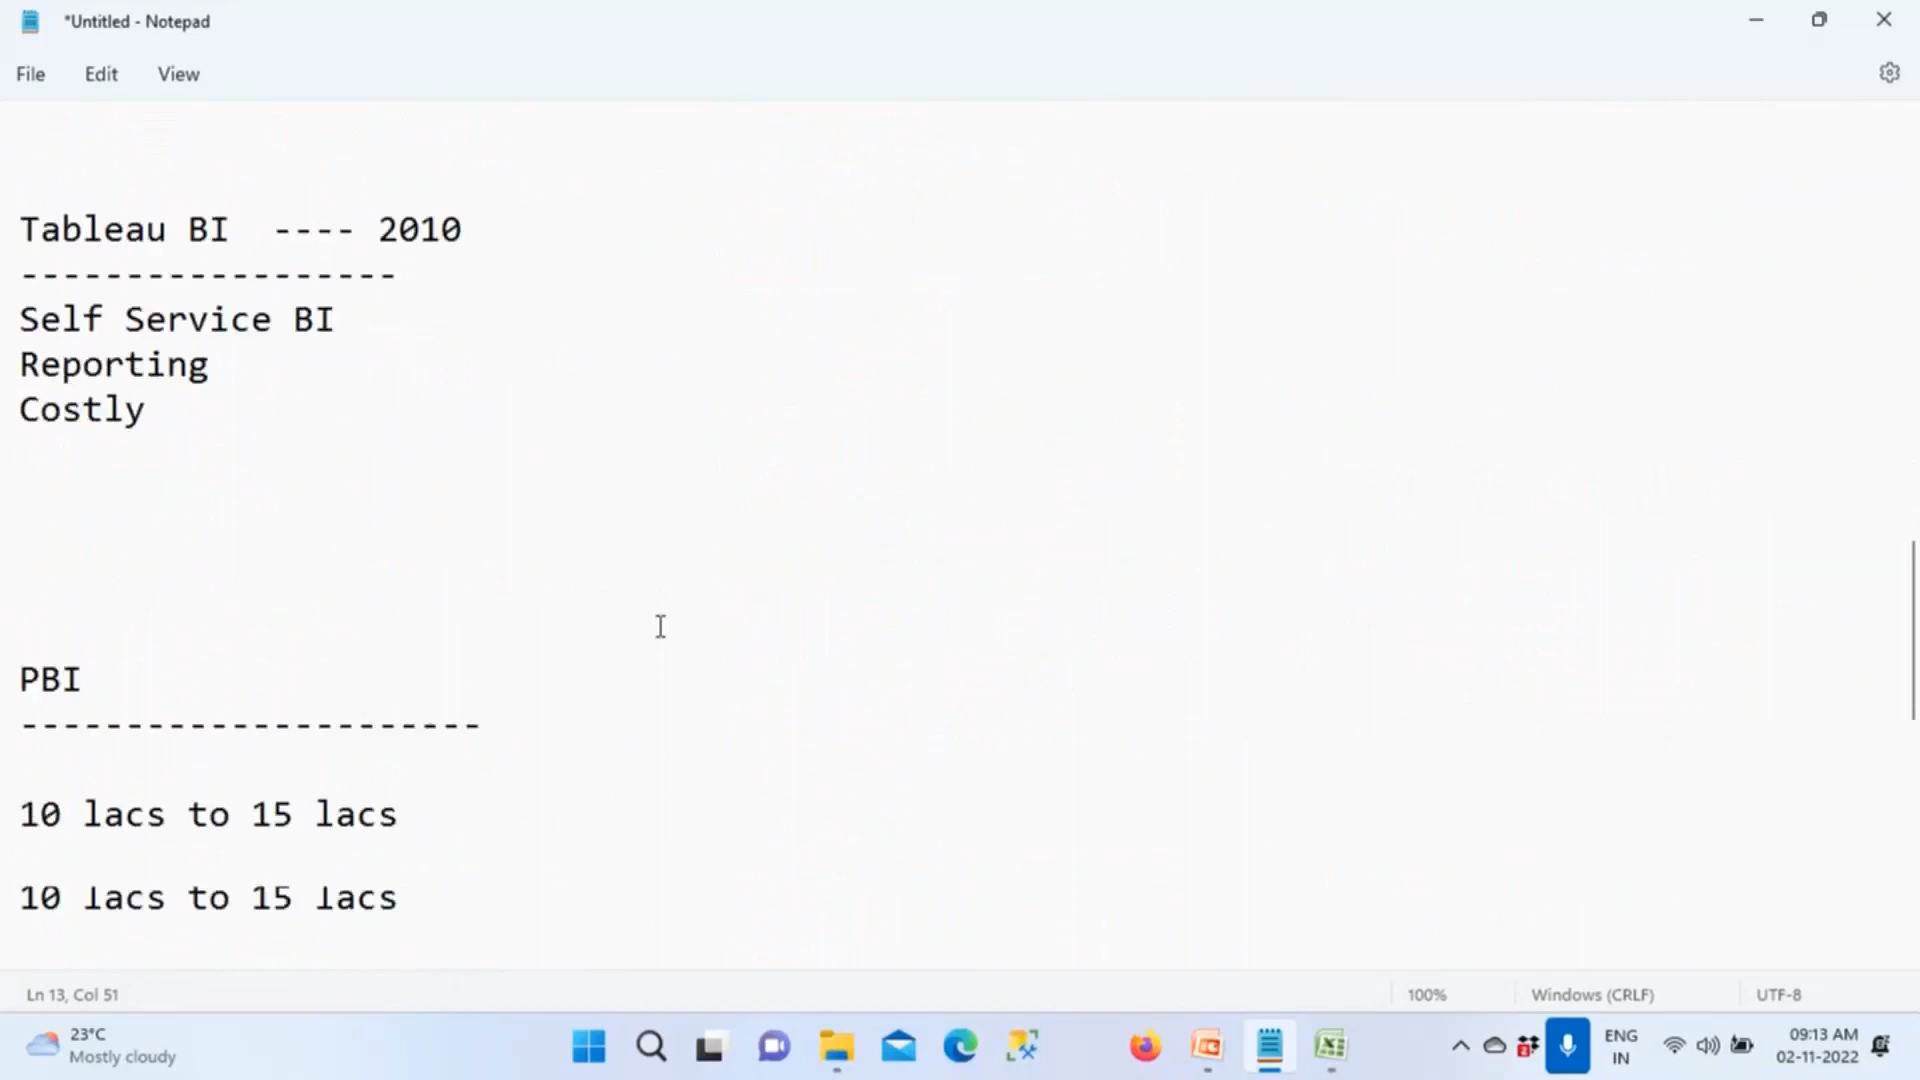 *Untitled - Notepad
File Edit View
Tableau BI  ---- 2010
------------------
Self Service BI
Reporting
Costly
PBI
----------------------
10 lacs to 15 lacs
10 lacs to 15 lacs
Ln 13, Col 51 100% Windows (CRLF) UTF-8
23°C
Mostly cloudy
ENG
IN
09:13 AM
02-11-2022